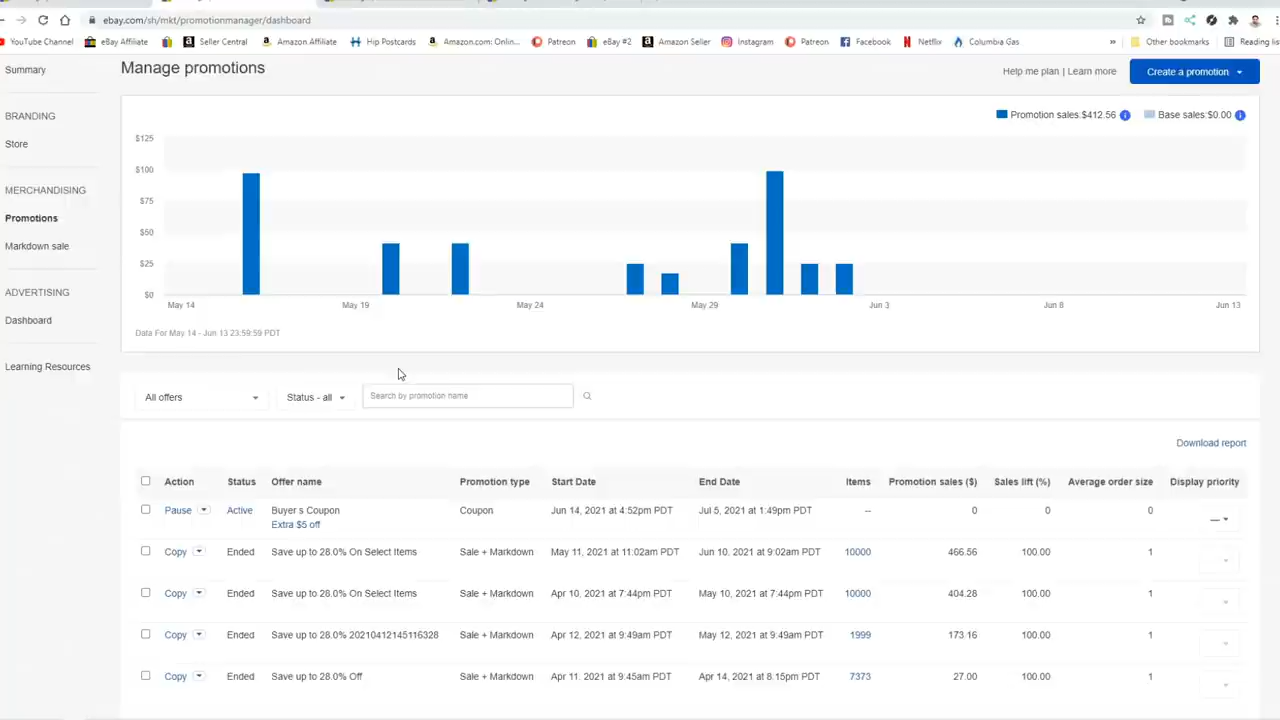 ebay.com/sh/mkt/promotionmanager/dashboard
YouTube Channel eBay Affiliate Seller Central Amazon Affiliate Hip Postcards Amazon.com: Onlin... Patreon eBay #2 Amazon Seller Instagram Patreon Facebook Netflix Columbia Gas » Other bookmarks Reading lis
Summary
BRANDING
Store
MERCHANDISING
Promotions
Markdown sale
ADVERTISING
Dashboard
Learning Resources
Manage promotions
Help me plan | Learn more
Create a promotion
Promotion sales:$412.56 Base sales:$0.00
$125
$100
$75
$50
$25
$0
May 14 May 19 May 24 May 29 Jun 3 Jun 8 Jun 13
Data For May 14 - Jun 13 23:59:59 PDT
All offers Status - all Search by promotion name
Download report
Action Status Offer name Promotion type Start Date End Date Items Promotion sales ($) Sales lift (%) Average order size Display priority
Pause Active Buyer s Coupon Coupon Jun 14, 2021 at 4:52pm PDT Jul 5, 2021 at 1:49pm PDT -- 0 0 0 —
Extra $5 off
Copy Ended Save up to 28.0% On Select Items Sale + Markdown May 11, 2021 at 11:02am PDT Jun 10, 2021 at 9:02am PDT 10000 466.56 100.00 1
Copy Ended Save up to 28.0% On Select Items Sale + Markdown Apr 10, 2021 at 7:44pm PDT May 10, 2021 at 7:44pm PDT 10000 404.28 100.00 1
Copy Ended Save up to 28.0% 20210412145116328 Sale + Markdown Apr 12, 2021 at 9:49am PDT May 12, 2021 at 9:49am PDT 1999 173.16 100.00 1
Copy Ended Save up to 28.0% Off Sale + Markdown Apr 11, 2021 at 9:45am PDT Apr 14, 2021 at 8:15pm PDT 7373 27.00 100.00 1